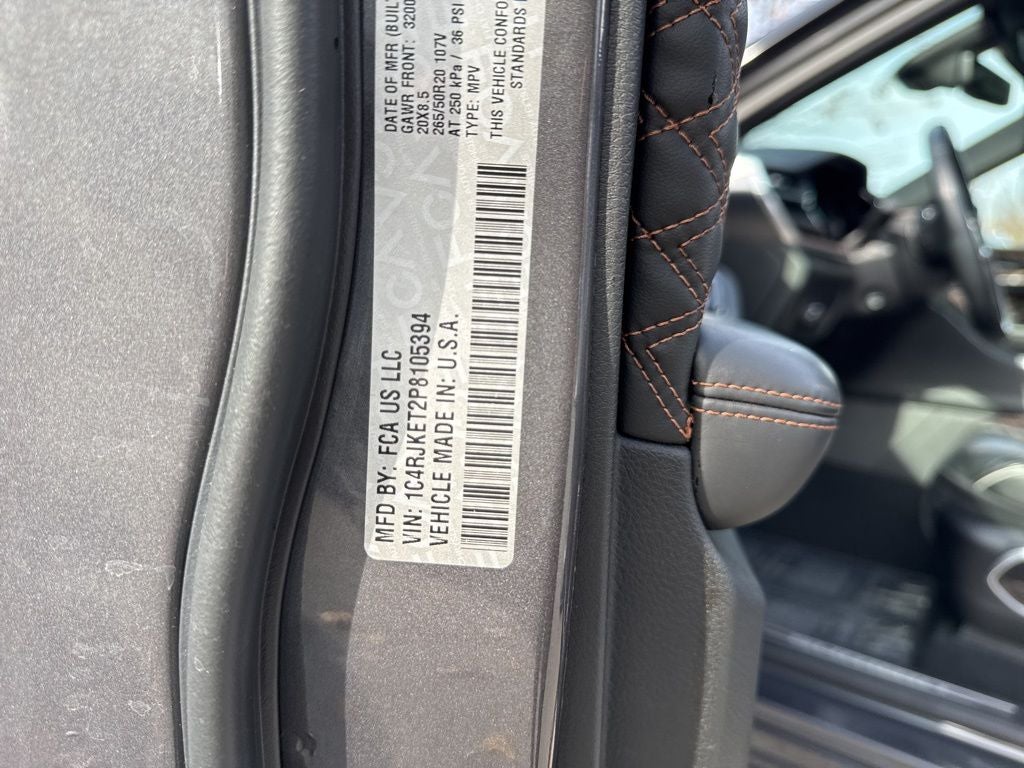 MFD BY: FCA US LLC
VIN: 1C4RJKET2P8105394
VEHICLE MADE IN: U.S.A.
DATE OF MFR (BUIL
GAWR FRONT: 3200
20X8.5
265/50R20 107V
AT 250 kPa / 36 PSI
TYPE: MPV
THIS VEHICLE CONFO
STANDARDS